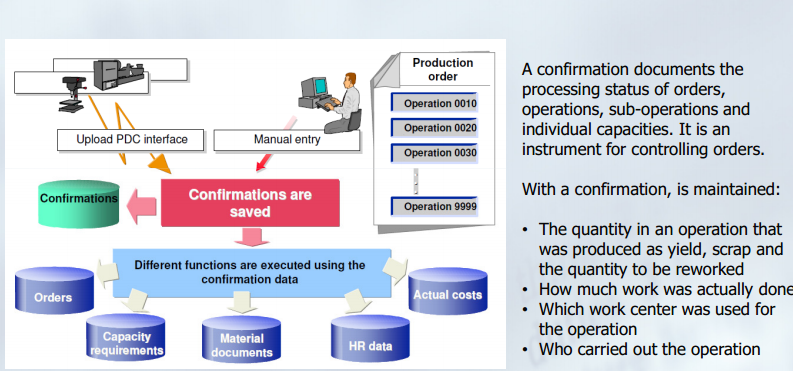 Production
order
Operation 0010
Operation 0020
Operation 0030
Operation 9999
Upload PDC interface
Manual entry
Confirmations
Confirmations are
saved
Different functions are executed using the
confirmation data
Orders
Capacity
requirements
Material
documents
HR data
Actual costs
A confirmation documents the
processing status of orders,
operations, sub-operations and
individual capacities. It is an
instrument for controlling orders.
With a confirmation, is maintained:
• The quantity in an operation that
was produced as yield, scrap and
the quantity to be reworked
• How much work was actually done
• Which work center was used for
the operation
• Who carried out the operation